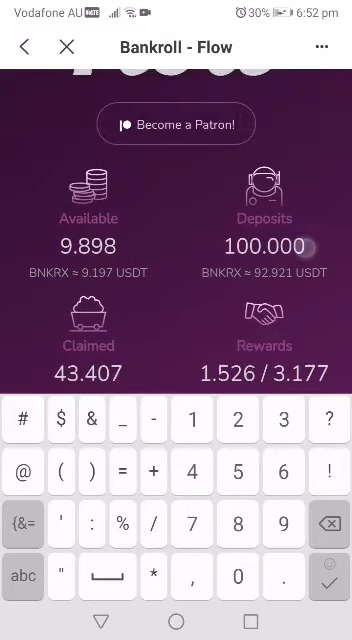 Vodafone AU VoLTE 30% 6:52 pm
Bankroll - Flow
Become a Patron!
Available Deposits
9.898 100.000
BNKRX ≈ 9.197 USDT BNKRX ≈ 92.921 USDT
Claimed Rewards
43.407 1.526 / 3.177
# $ & _ - 1 2 3 ?
@ ( ) = + 4 5 6 !
{&= ' : % / 7 8 9
abc " * , 0 .